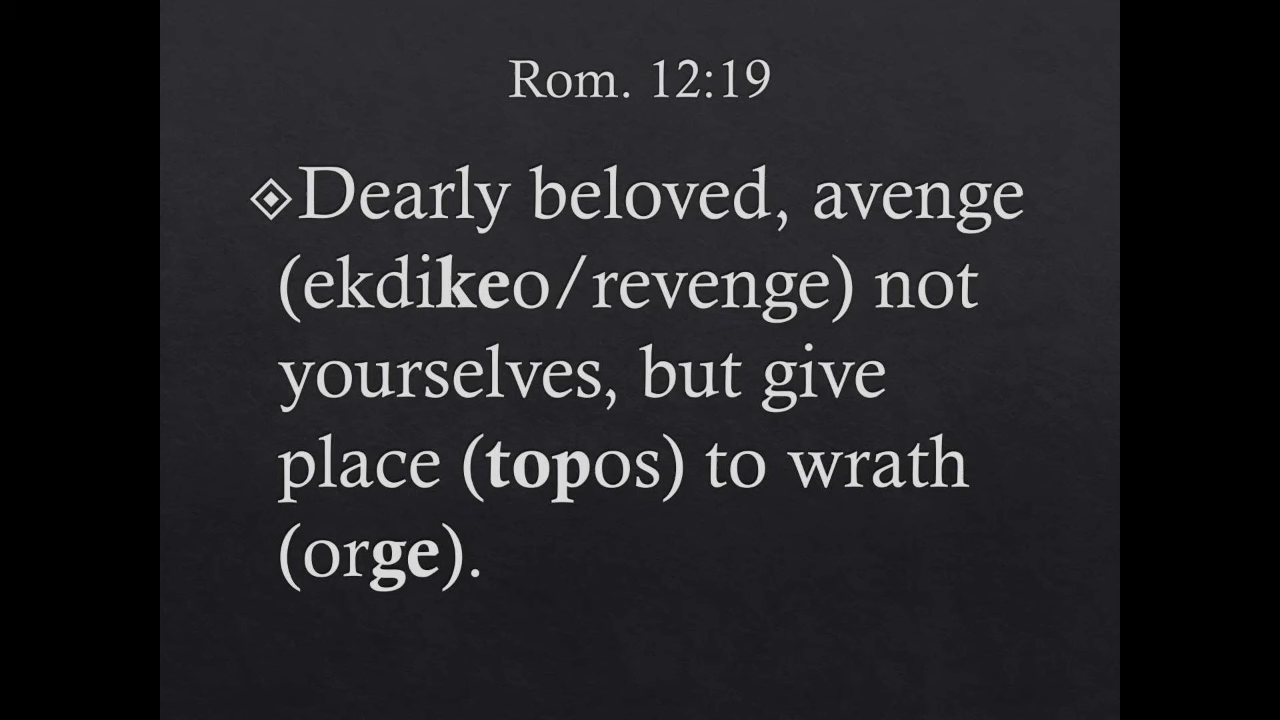 Rom. 12:19
Dearly beloved, avenge
(ekdikeo/revenge) not
yourselves, but give
place (topos) to wrath
(orge).